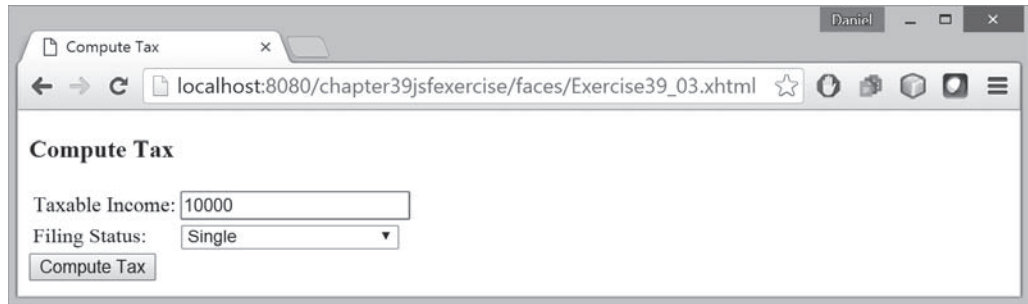 Daniel
Compute Tax
localhost:8080/chapter39jsfexercise/faces/Exercise39_03.xhtml
Compute Tax
Taxable Income: 10000
Filing Status: Single
Compute Tax